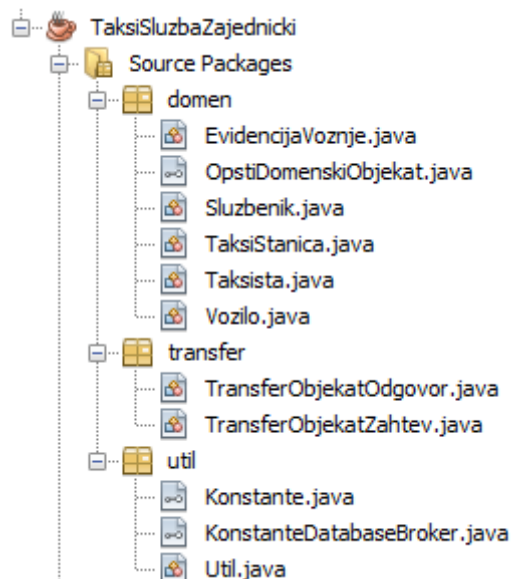 TaksiSluzbaZajednicki
Source Packages
domen
EvidencijaVoznje.java
OpstiDomenskiObjekat.java
Sluzbenik.java
TaksiStanica.java
Taksista.java
Vozilo.java
transfer
TransferObjekatOdgovor.java
TransferObjekatZahtev.java
util
Konstante.java
KonstanteDatabaseBroker.java
Util.java